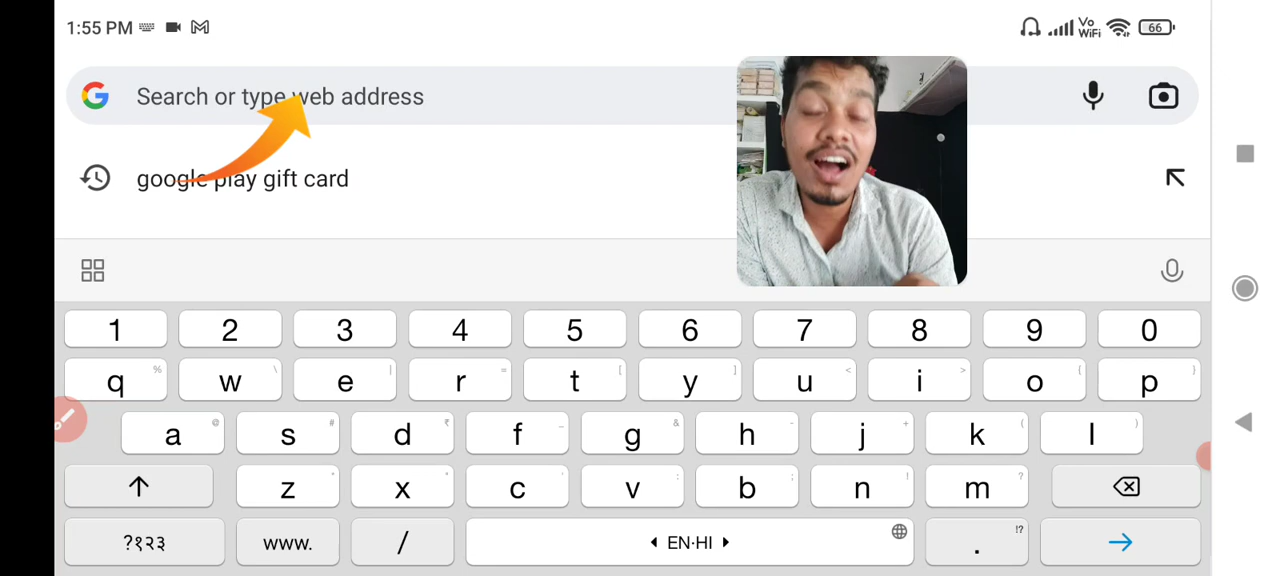 1:55 PM
Vo WiFi 66
Search or type web address
google play gift card
1 2 3 4 5 6 7 8 9 0
q % w \ e | r = t [ y ] u < i > o { p }
a @ s # d ₹ f _ g & h - j + k ( l )
z x c v : b ; n ! m ?
?१२३ www. / EN·HI . !?